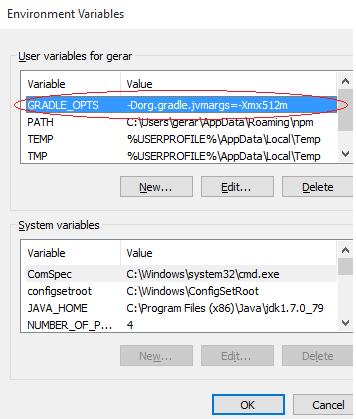 Environment Variables
User variables for gerar
Variable Value
GRADLE_OPTS -Dorg.gradle.jvmargs=-Xmx512m
PATH C:\Users\gerar\AppData\Roaming\npm
TEMP %USERPROFILE%\AppData\Local\Temp
TMP %USERPROFILE%\AppData\Local\Temp
New... Edit... Delete
System variables
Variable Value
ComSpec C:\Windows\system32\cmd.exe
configsetroot C:\Windows\ConfigSetRoot
JAVA_HOME C:\Program Files (x86)\Java\jdk1.7.0_79
NUMBER_OF_P... 4
New... Edit... Delete
OK Cancel